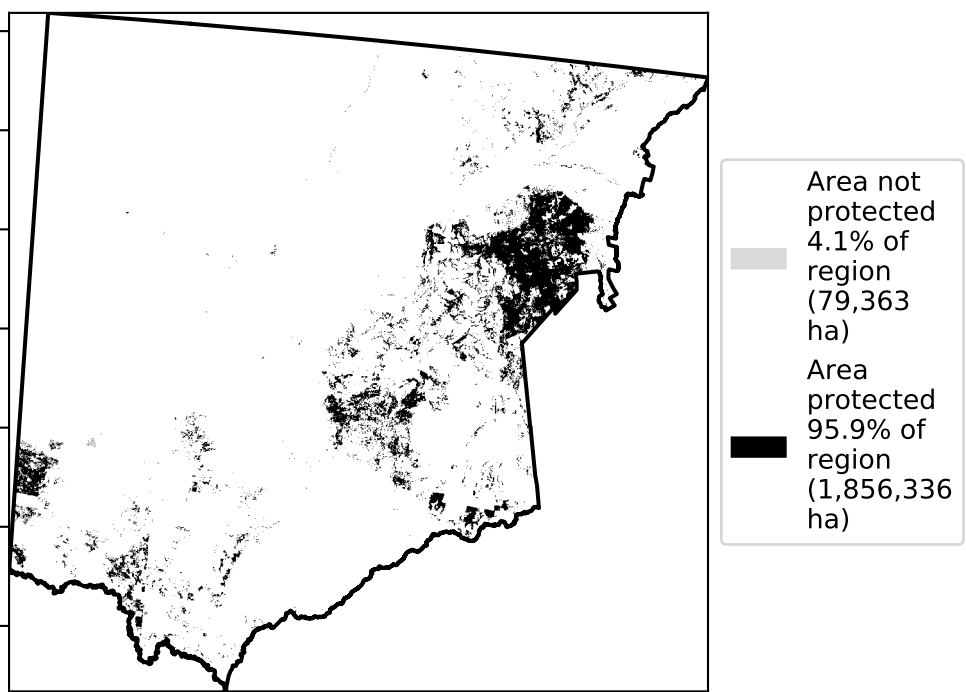 Area not
protected
4.1% of
region
(79,363
ha)
Area
protected
95.9% of
region
(1,856,336
ha)